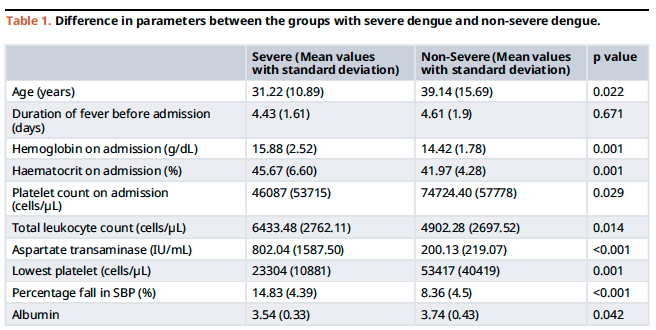 Table 1. Difference in parameters between the groups with severe dengue and non-severe dengue.
Severe (Mean values with standard deviation) Non-Severe (Mean values with standard deviation) p value
Age (years) 31.22 (10.89) 39.14 (15.69) 0.022
Duration of fever before admission (days) 4.43 (1.61) 4.61 (1.9) 0.671
Hemoglobin on admission (g/dL) 15.88 (2.52) 14.42 (1.78) 0.001
Haematocrit on admission (%) 45.67 (6.60) 41.97 (4.28) 0.001
Platelet count on admission (cells/μL) 46087 (53715) 74724.40 (57778) 0.029
Total leukocyte count (cells/μL) 6433.48 (2762.11) 4902.28 (2697.52) 0.014
Aspartate transaminase (IU/mL) 802.04 (1587.50) 200.13 (219.07) <0.001
Lowest platelet (cells/μL) 23304 (10881) 53417 (40419) 0.001
Percentage fall in SBP (%) 14.83 (4.39) 8.36 (4.5) <0.001
Albumin 3.54 (0.33) 3.74 (0.43) 0.042